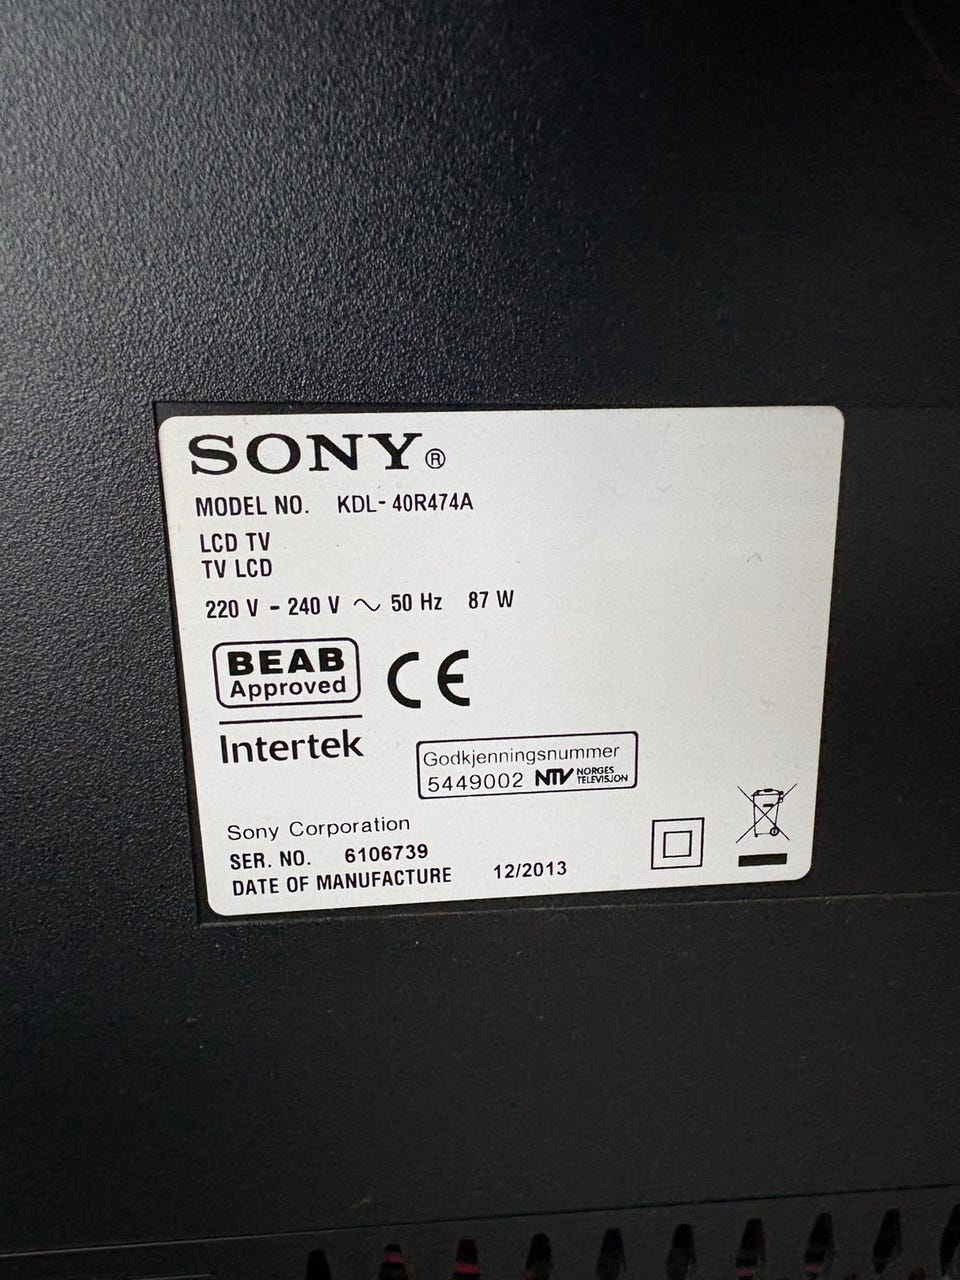 SONY®
MODEL NO. KDL-40R474A
LCD TV
TV LCD
220 V - 240 V ~ 50 Hz 87 W
BEAB
Approved
CE
Intertek
Godkjenningsnummer
5449002 NTV NORGES TELEVISJON
Sony Corporation
SER. NO. 6106739
DATE OF MANUFACTURE 12/2013